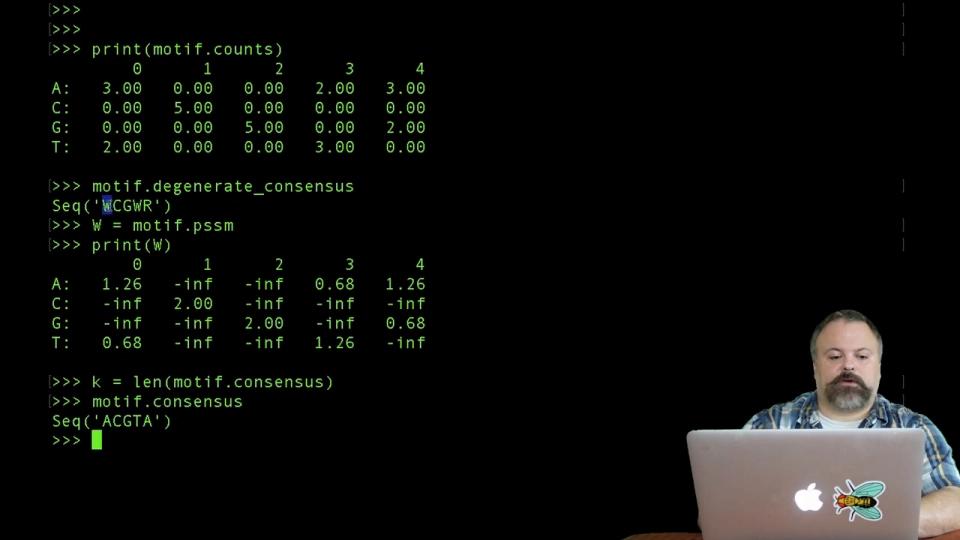 >>>
>>>
>>> print(motif.counts)
0 1 2 3 4
A: 3.00 0.00 0.00 2.00 3.00
C: 0.00 5.00 0.00 0.00 0.00
G: 0.00 0.00 5.00 0.00 2.00
T: 2.00 0.00 0.00 3.00 0.00
>>> motif.degenerate_consensus
Seq('WCGWR')
>>> W = motif.pssm
>>> print(W)
0 1 2 3 4
A: 1.26 -inf -inf 0.68 1.26
C: -inf 2.00 -inf -inf -inf
G: -inf -inf 2.00 -inf 0.68
T: 0.68 -inf -inf 1.26 -inf
>>> k = len(motif.consensus)
>>> motif.consensus
Seq('ACGTA')
>>>